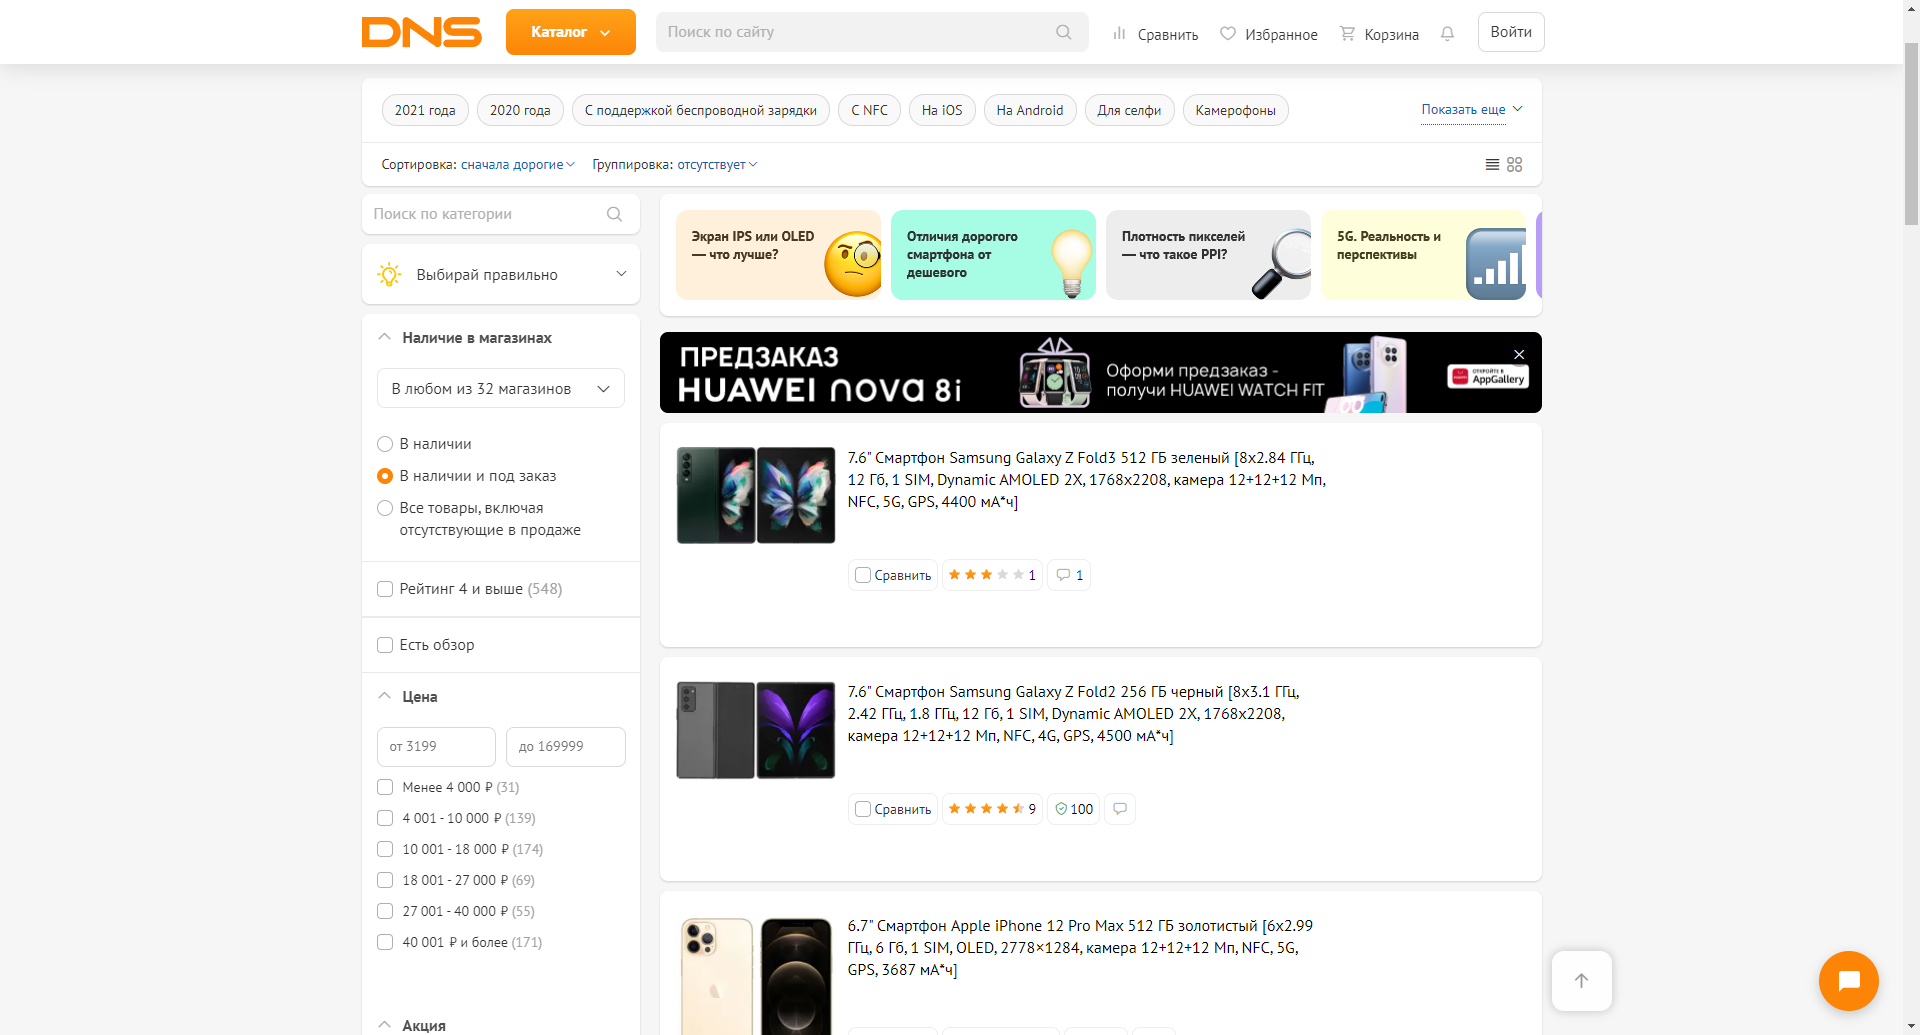 DNS
Каталог
Поиск по сайту
Сравнить
Избранное
Корзина
Войти
2021 года
2020 года
С поддержкой беспроводной зарядки
С NFC
На iOS
На Android
Для селфи
Камерофоны
Показать еще
Сортировка: сначала дорогие
Группировка: отсутствует
Поиск по категории
Выбирай правильно
Наличие в магазинах
В любом из 32 магазинов
В наличии
В наличии и под заказ
Все товары, включая
отсутствующие в продаже
Рейтинг 4 и выше (548)
Есть обзор
Цена
от 3199
до 169999
Менее 4 000 ₽ (31)
4 001 - 10 000 ₽ (139)
10 001 - 18 000 ₽ (174)
18 001 - 27 000 ₽ (69)
27 001 - 40 000 ₽ (55)
40 001 ₽ и более (171)
Акция
Экран IPS или OLED
— что лучше?
Отличия дорогого
смартфона от
дешевого
Плотность пикселей
— что такое PPI?
5G. Реальность и
перспективы
ПРЕДЗАКАЗ
HUAWEI nova 8i
Оформи предзаказ -
получи HUAWEI WATCH FIT
ОТКРОЙТЕ В
AppGallery
7.6" Смартфон Samsung Galaxy Z Fold3 512 ГБ зеленый [8x2.84 ГГц,
12 Гб, 1 SIM, Dynamic AMOLED 2X, 1768x2208, камера 12+12+12 Мп,
NFC, 5G, GPS, 4400 мА*ч]
Сравнить
1
1
7.6" Смартфон Samsung Galaxy Z Fold2 256 ГБ черный [8x3.1 ГГц,
2.42 ГГц, 1.8 ГГц, 12 Гб, 1 SIM, Dynamic AMOLED 2X, 1768x2208,
камера 12+12+12 Мп, NFC, 4G, GPS, 4500 мА*ч]
Сравнить
9
100
6.7" Смартфон Apple iPhone 12 Pro Max 512 ГБ золотистый [6x2.99
ГГц, 6 Гб, 1 SIM, OLED, 2778×1284, камера 12+12+12 Мп, NFC, 5G,
GPS, 3687 мА*ч]